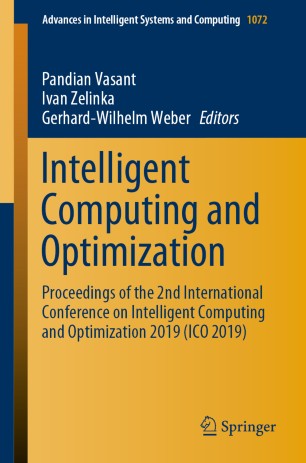 Advances in Intelligent Systems and Computing 1072
Pandian Vasant
Ivan Zelinka
Gerhard-Wilhelm Weber Editors
Intelligent
Computing and
Optimization
Proceedings of the 2nd International
Conference on Intelligent Computing
and Optimization 2019 (ICO 2019)
Springer